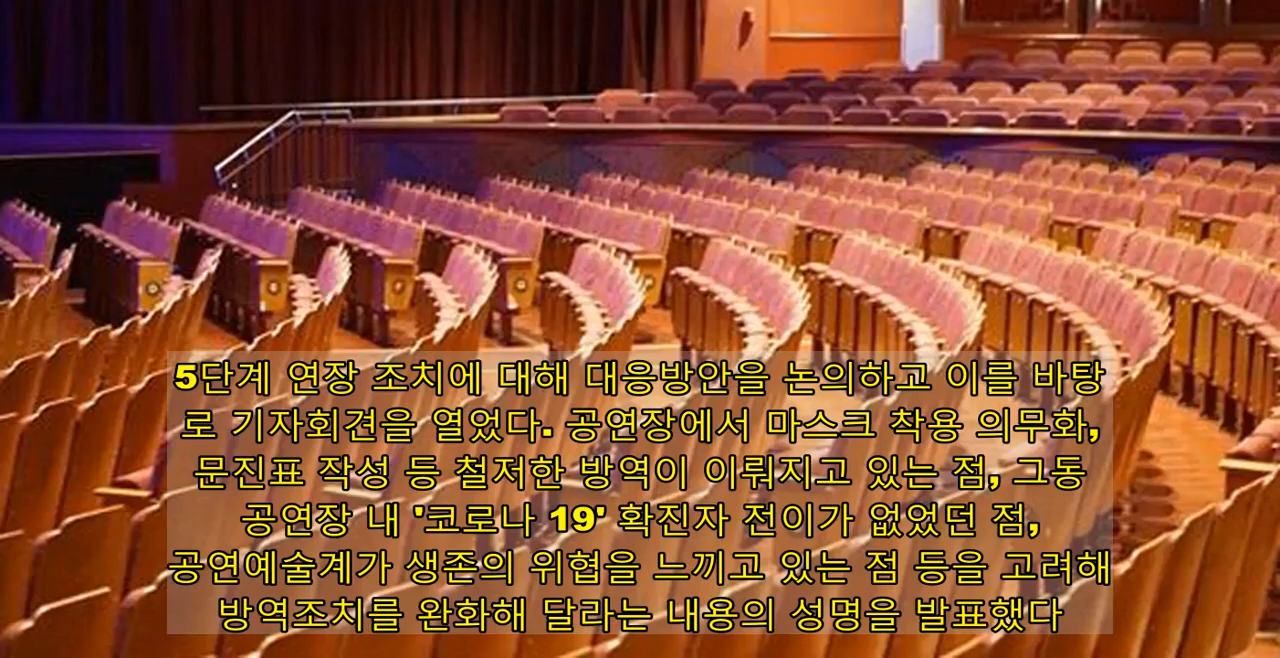 5단계 연장 조치에 대해 대응방안을 논의하고 이를 바탕
로 기자회견을 열었다. 공연장에서 마스크 착용 의무화,
문진표 작성 등 철저한 방역이 이뤄지고 있는 점, 그동
공연장 내 '코로나 19' 확진자 전이가 없었던 점,
공연예술계가 생존의 위협을 느끼고 있는 점 등을 고려해
방역조치를 완화해 달라는 내용의 성명을 발표했다